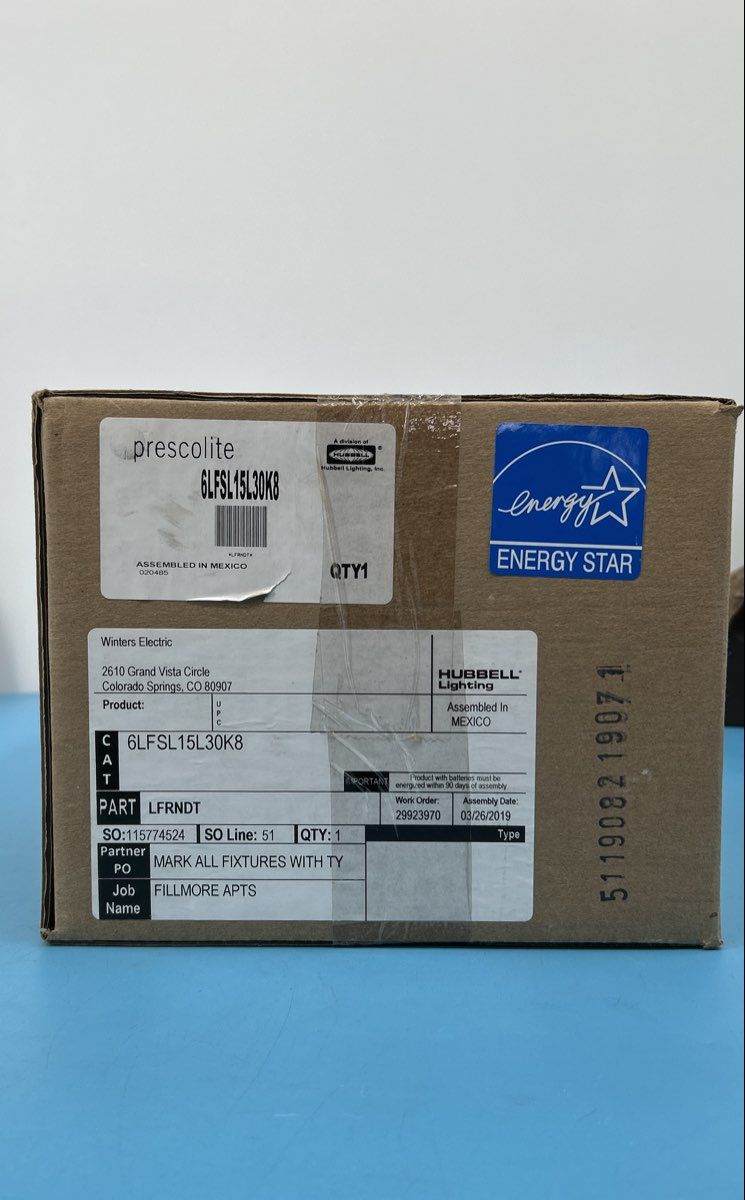 prescolite
A division of
HUBBELL
Hubbell Lighting, Inc.
6LFSL15L30K8
*LFRNDT*
ASSEMBLED IN MEXICO
020485
QTY1
energy
ENERGY STAR
Winters Electric
2610 Grand Vista Circle
Colorado Springs, CO 80907
HUBBELL
Lighting
Product:
U
P
C
Assembled In
MEXICO
CAT
6LFSL15L30K8
IMPORTANT
Product with batteries must be
energized within 90 days of assembly
PART LFRNDT
Work Order:
29923970
Assembly Date:
03/26/2019
SO:115774524 SO Line: 51 QTY: 1
Type
Partner
PO
MARK ALL FIXTURES WITH TY
Job
Name
FILLMORE APTS
511908219071